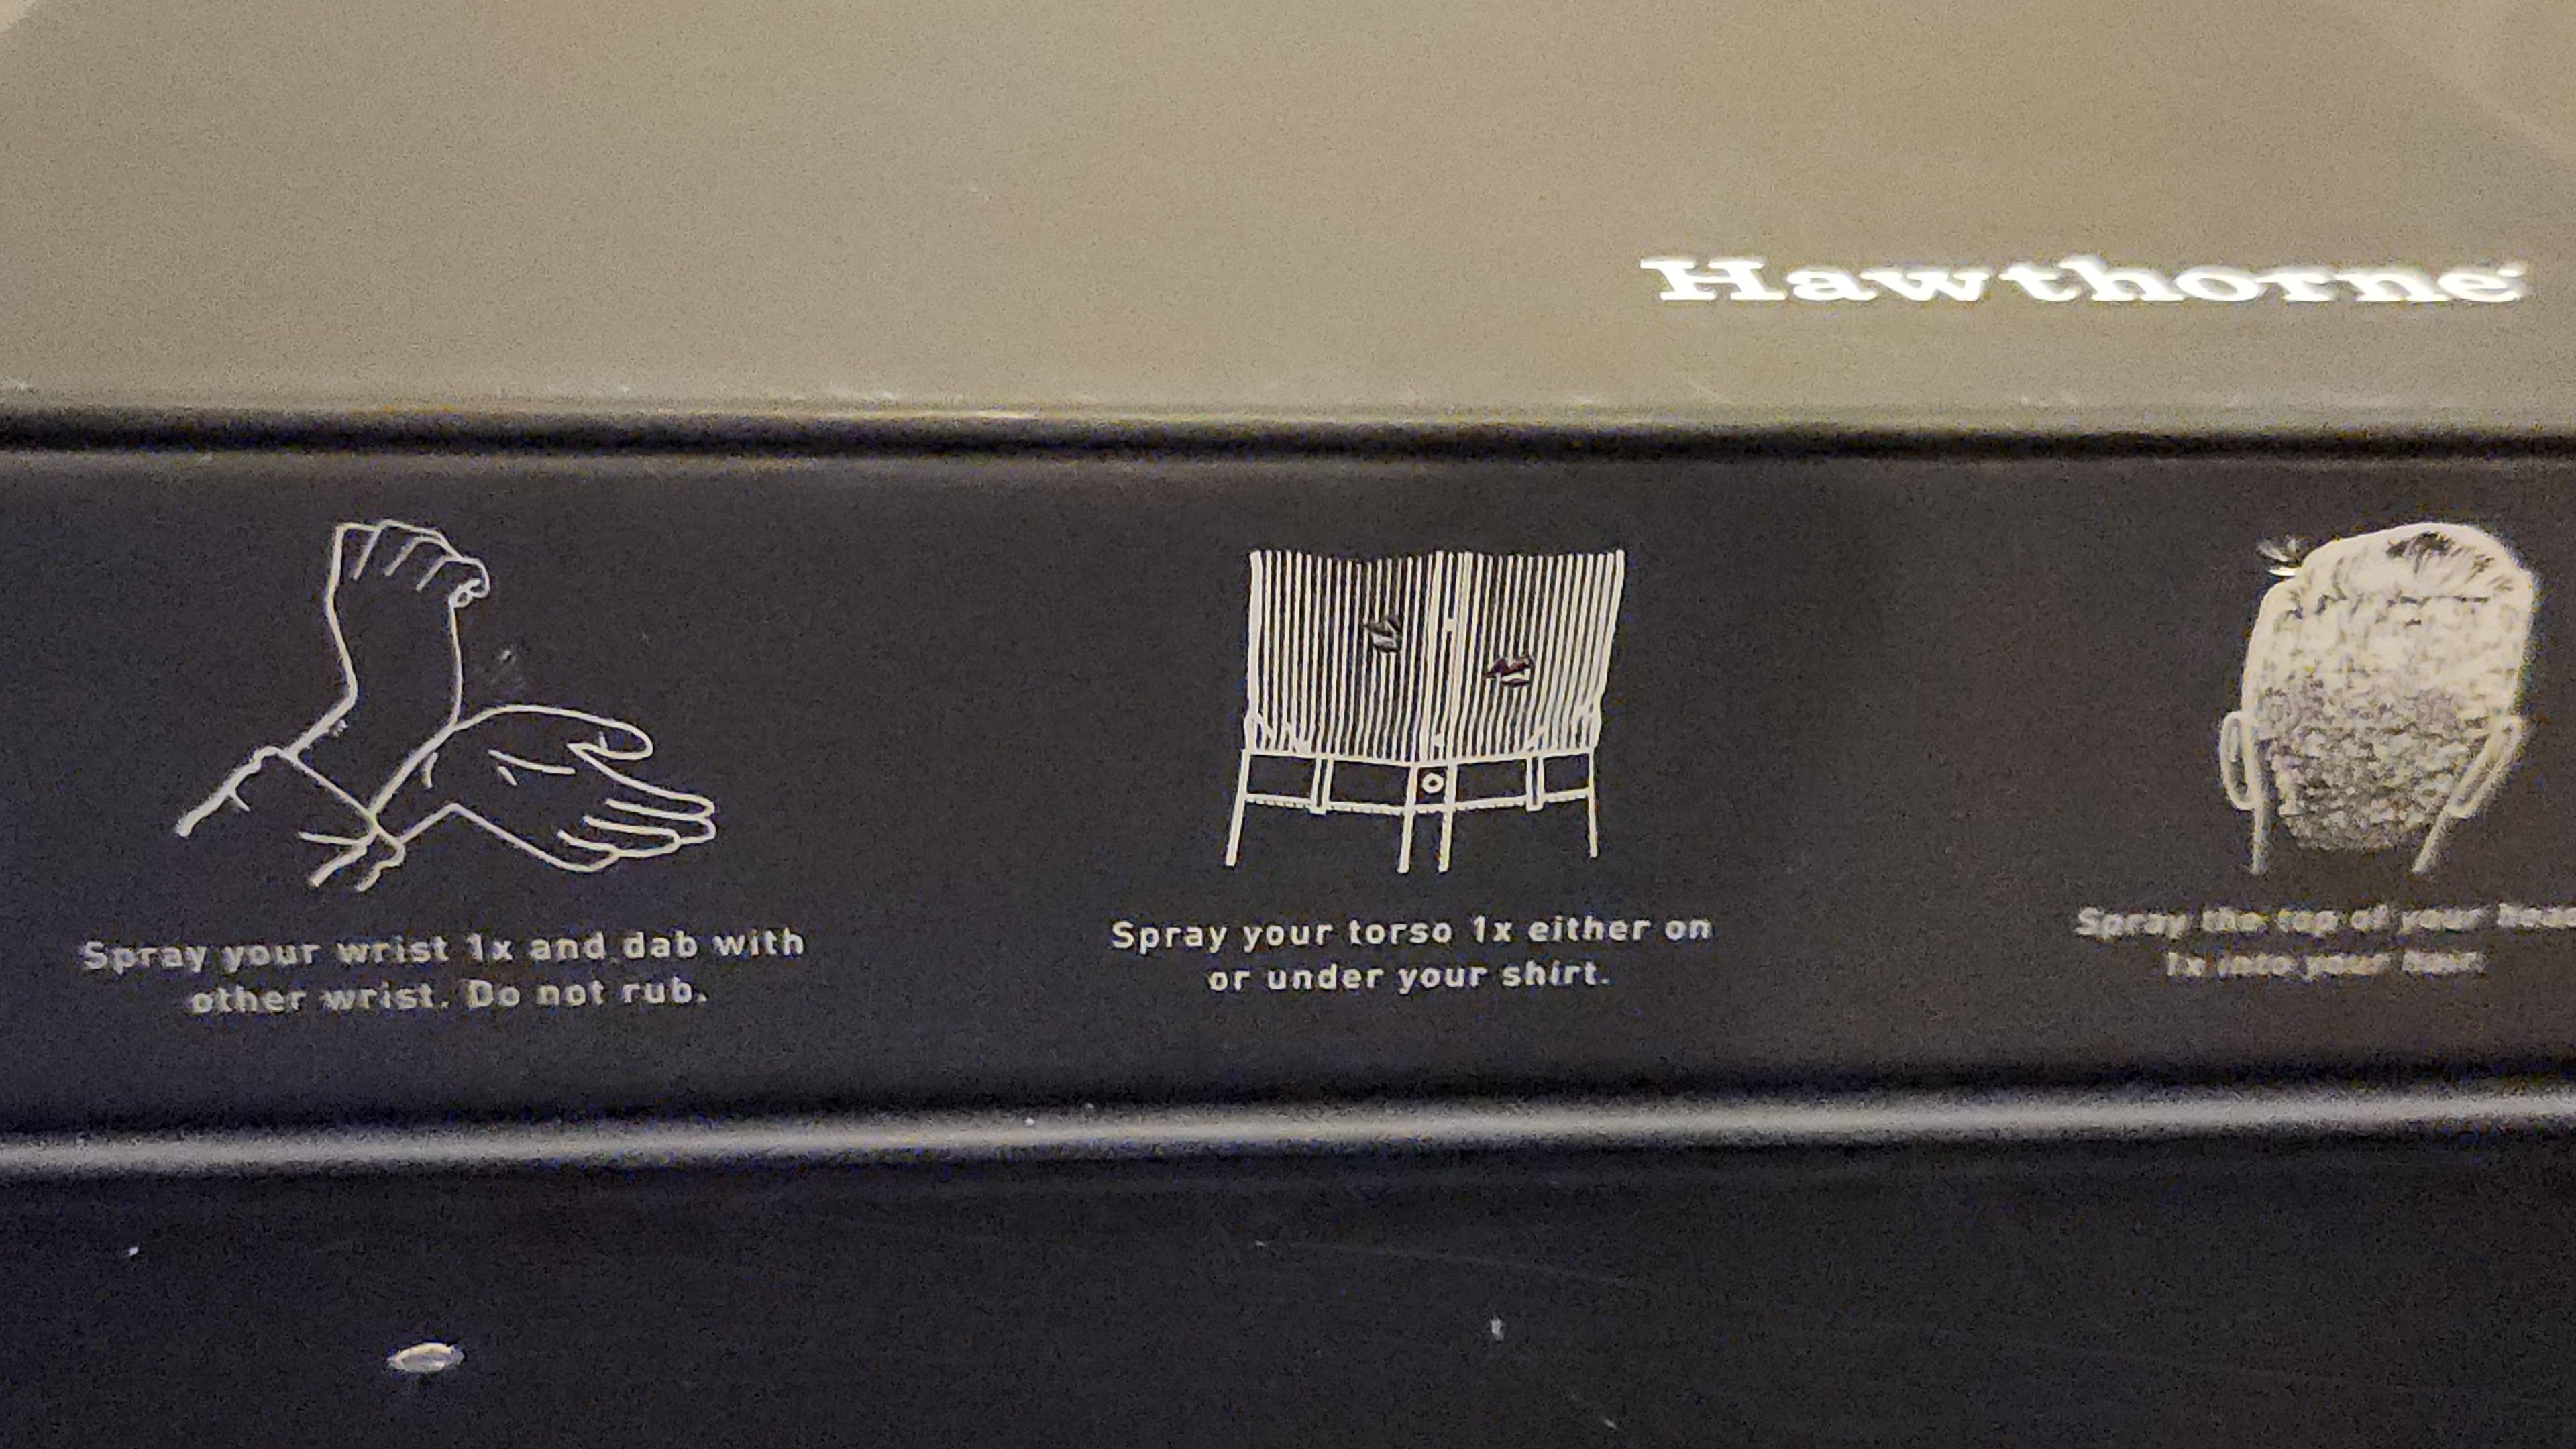 Hawthorne
Spray your wrist 1x and dab with
other wrist. Do not rub.
Spray your torso 1x either on
or under your shirt.
Spray the top of your
1x into your hair.